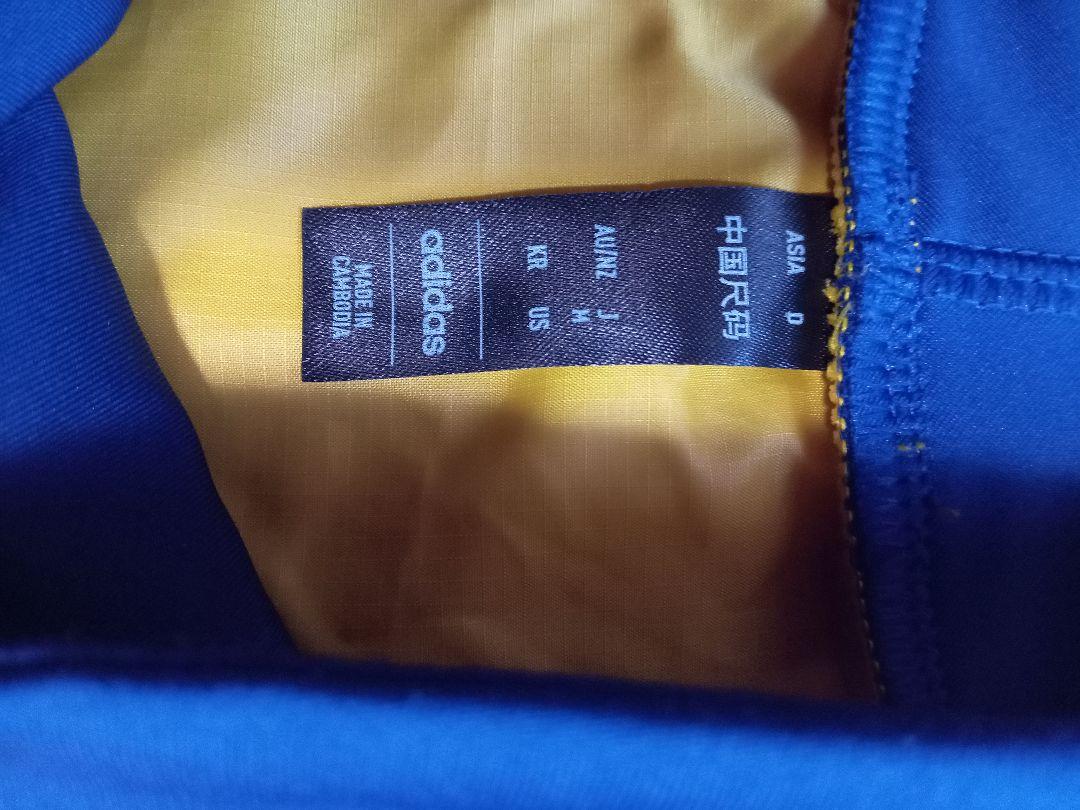 ASIA D
中国尺码
AU/NZ J
M
KR US
adidas
MADE IN
CAMBODIA